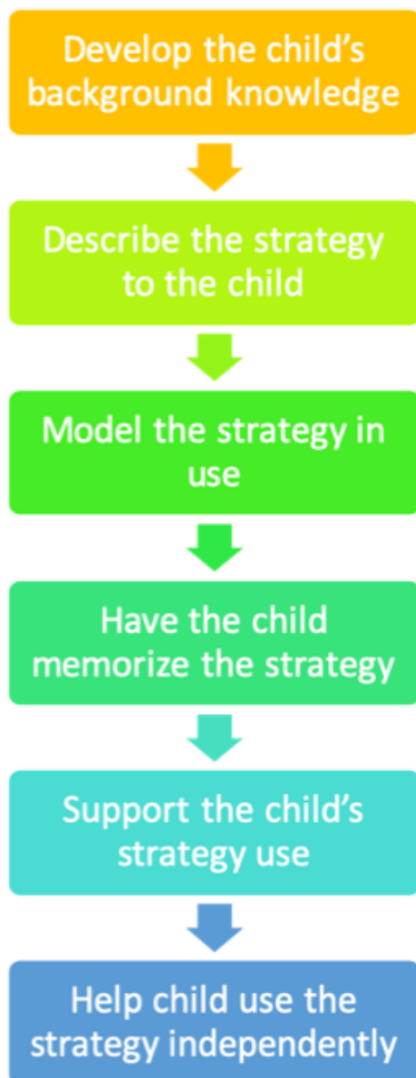 Develop the child's
background knowledge
Describe the strategy
to the child
Model the strategy in
use
Have the child
memorize the strategy
Support the child's
strategy use
Help child use the
strategy independently